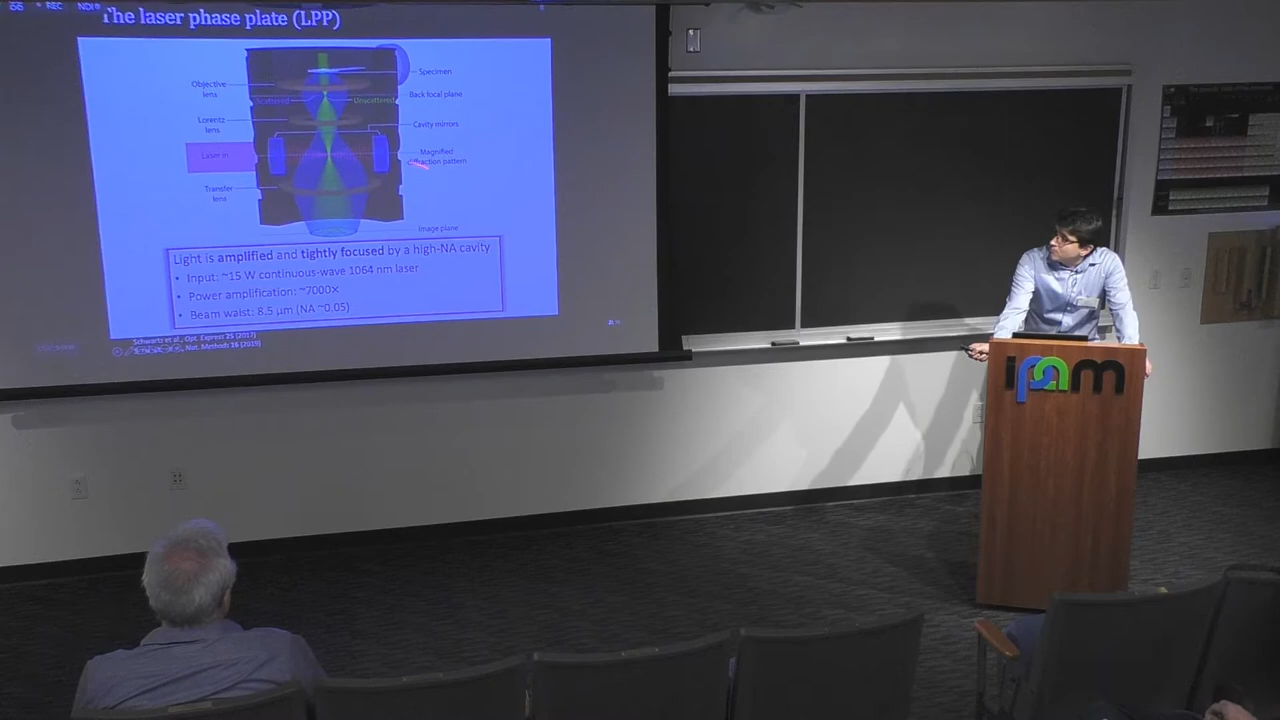 REC
NDI
The laser phase plate (LPP)
Specimen
Objective
lens
Back focal plane
Scattered
Unscattered
Lorentz
lens
Cavity mirrors
Laser in
Magnified
diffraction pattern
Transfer
lens
Image plane
Light is amplified and tightly focused by a high-NA cavity
• Input: ~15 W continuous-wave 1064 nm laser
• Power amplification: ~7000×
• Beam waist: 8.5 µm (NA ~0.05)
Schwartz et al., Opt. Express 25 (2017)
Nat. Methods 16 (2019)
ipam